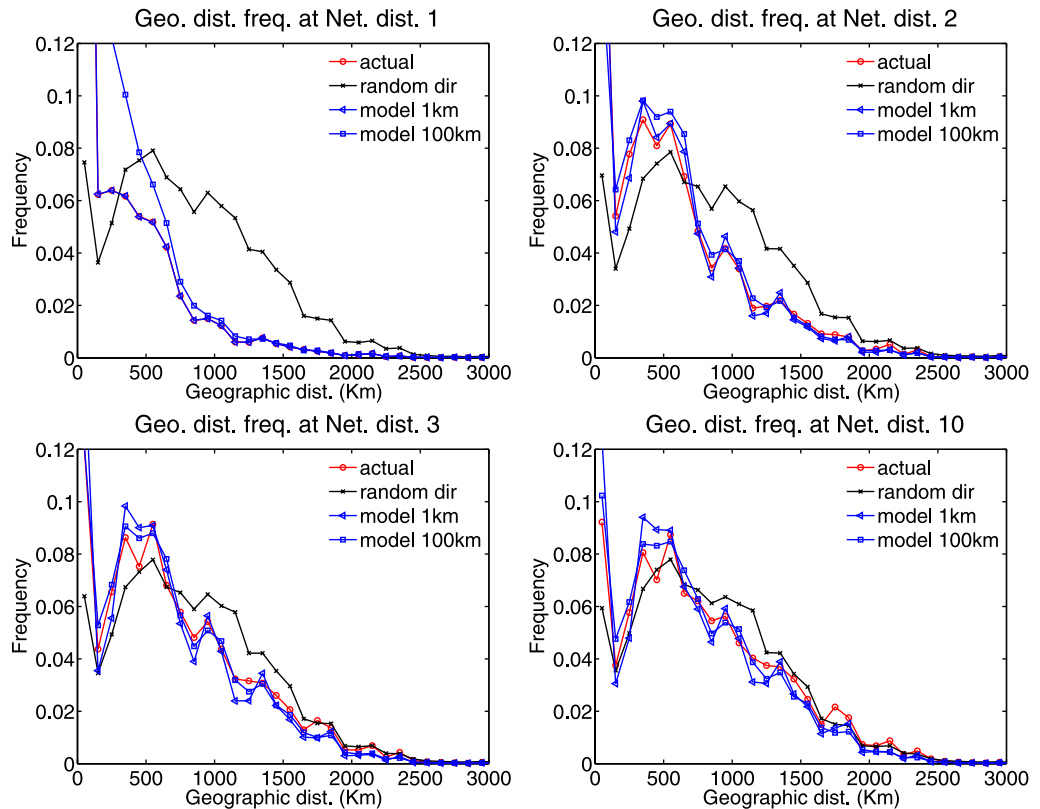 Geo. dist. freq. at Net. dist. 1
0.12
0.1
0.08
0.06
0.04
0.02
0
Frequency
actual
random dir
model 1km
model 100km
0 500 1000 1500 2000 2500 3000
Geographic dist. (Km)
Geo. dist. freq. at Net. dist. 2
0.12
0.1
0.08
0.06
0.04
0.02
0
Frequency
actual
random dir
model 1km
model 100km
0 500 1000 1500 2000 2500 3000
Geographic dist. (Km)
Geo. dist. freq. at Net. dist. 3
0.12
0.1
0.08
0.06
0.04
0.02
0
Frequency
actual
random dir
model 1km
model 100km
0 500 1000 1500 2000 2500 3000
Geographic dist. (Km)
Geo. dist. freq. at Net. dist. 10
0.12
0.1
0.08
0.06
0.04
0.02
0
Frequency
actual
random dir
model 1km
model 100km
0 500 1000 1500 2000 2500 3000
Geographic dist. (Km)